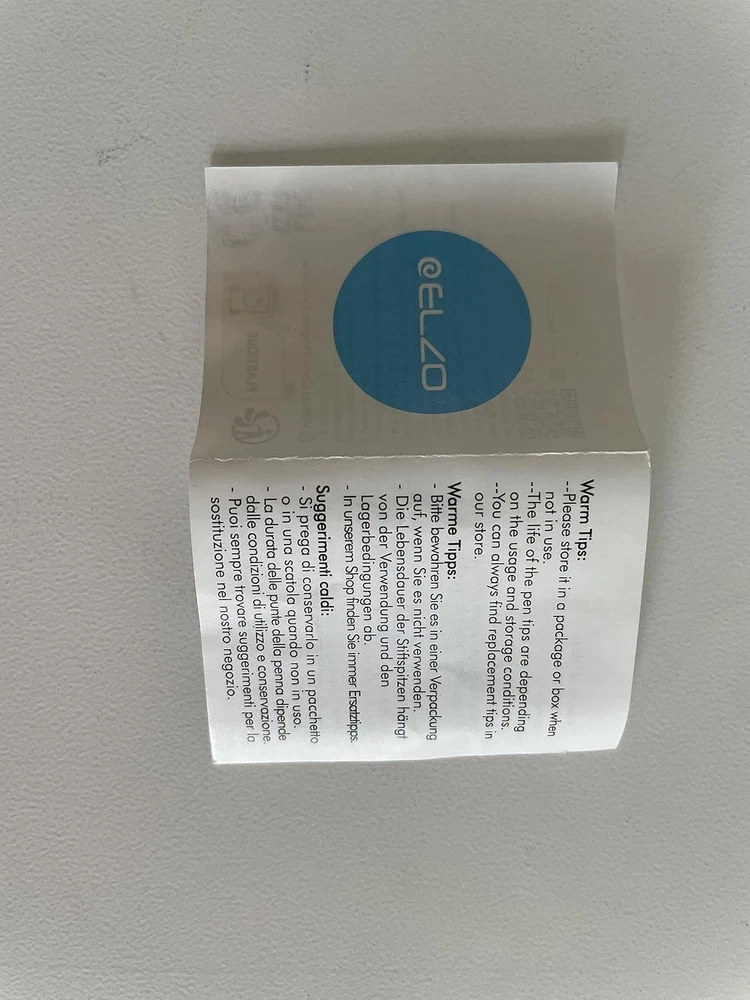 eELZO
Warm Tips:
--Please store it in a package or box when
not in use.
--The life of the pen tips are depending
on the usage and storage conditions.
--You can always find replacement tips in
our store.
Warme Tipps:
- Bitte bewahren Sie es in einer Verpackung
auf, wenn Sie es nicht verwenden.
- Die Lebensdauer der Stiftspitzen hängt
von der Verwendung und den
Lagerbedingungen ab.
- In unserem Shop finden Sie immer Ersatztipps.
Suggerimenti caldi:
- Si prega di conservarlo in un pacchetto
o in una scatola quando non in uso.
- La durata delle punte della penna dipende
dalle condizioni di utilizzo e conservazione.
- Puoi sempre trovare suggerimenti per la
sostituzione nel nostro negozio.